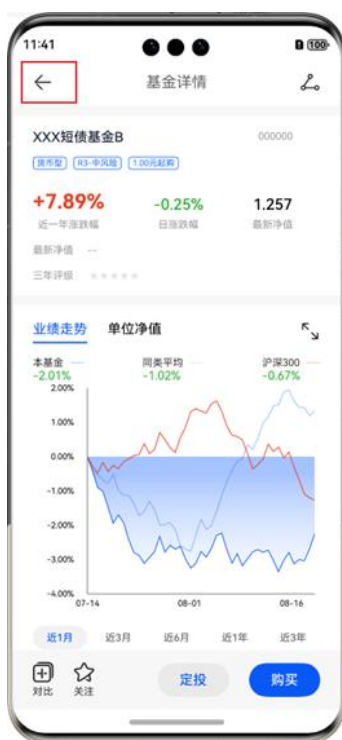 11:41
100
基金详情
XXX短债基金B
000000
货币型 R3-中风险 1.00元起购
+7.89% -0.25% 1.257
近一年涨跌幅 日涨跌幅 最新净值
最新净值 --
三年评级
业绩走势 单位净值
本基金 同类平均 沪深300
-2.01% -1.02% -0.67%
2.00%
1.00%
0.00%
-1.00%
-2.00%
-3.00%
-4.00%
07-14 08-01 08-16
近1月 近3月 近6月 近1年 近3年
对比 关注 定投 购买